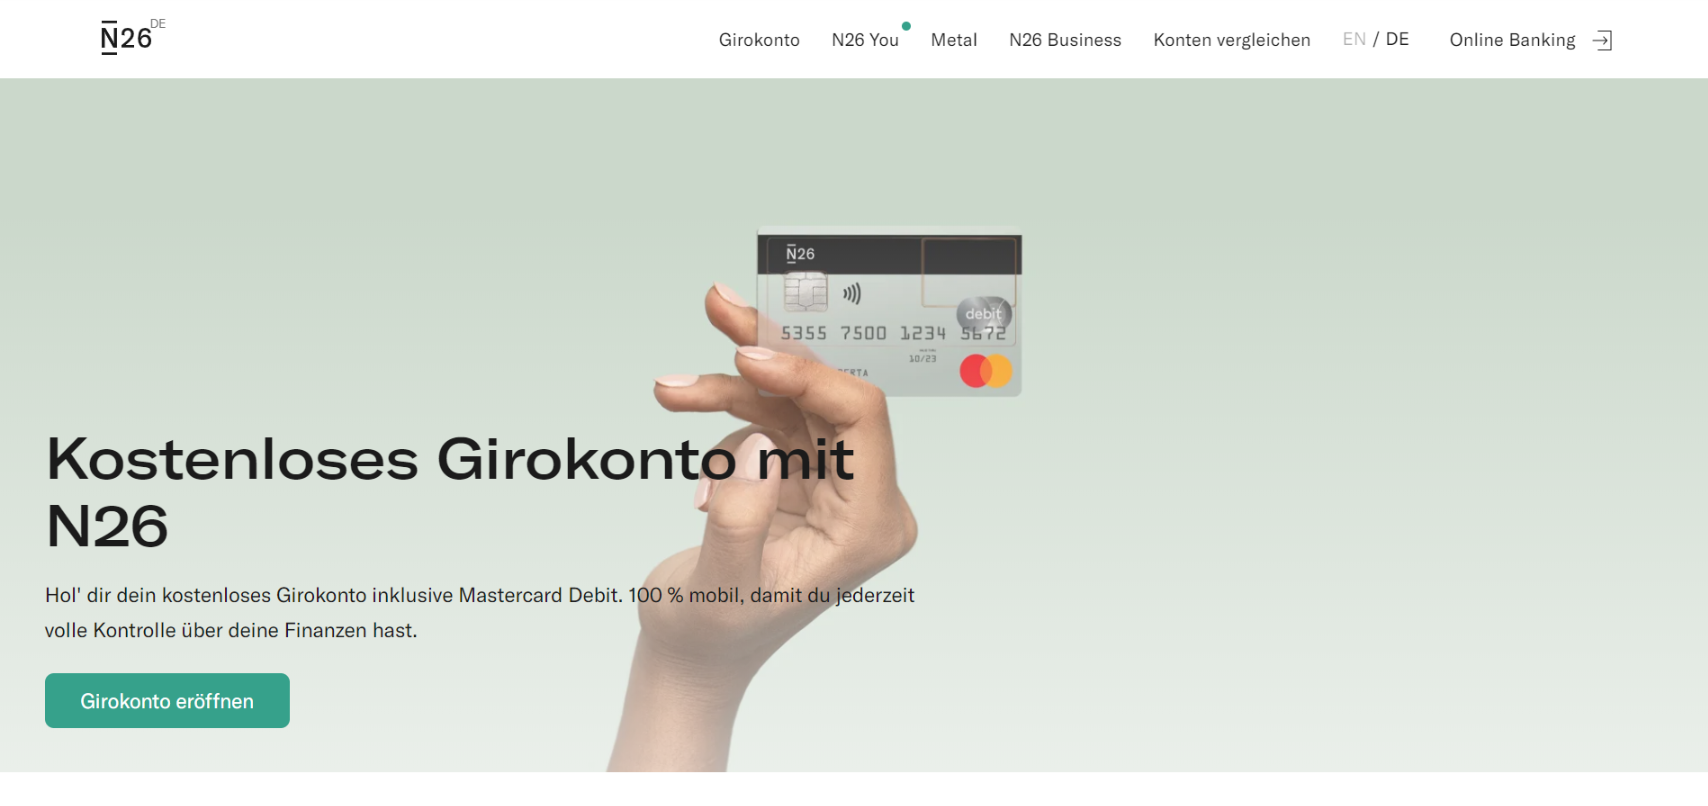 N26 DE
Girokonto N26 You Metal N26 Business Konten vergleichen EN / DE Online Banking
N26
debit
5355 7500 1234 5672
10/23
Kostenloses Girokonto mit
N26
Hol' dir dein kostenloses Girokonto inklusive Mastercard Debit. 100 % mobil, damit du jederzeit
volle Kontrolle über deine Finanzen hast.
Girokonto eröffnen